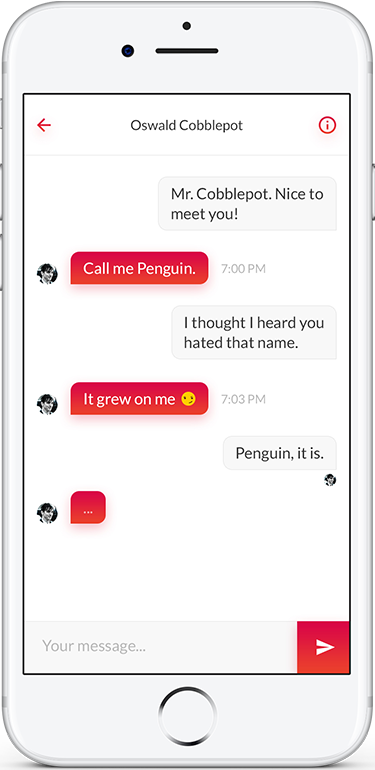 Oswald Cobblepot
Mr. Cobblepot. Nice to
meet you!
Call me Penguin. 7:00 PM
I thought I heard you
hated that name.
It grew on me 😏 7:03 PM
Penguin, it is.
...
Your message...